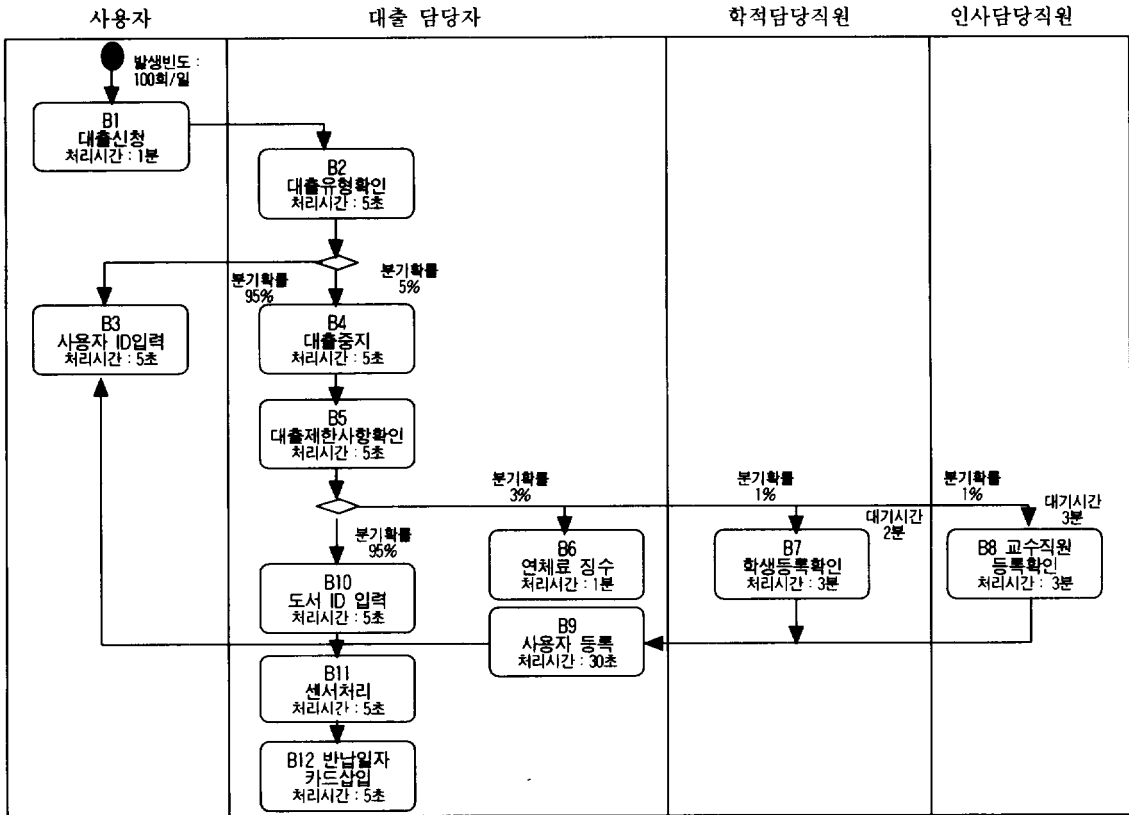 사용자
대출 담당자
학적담당직원
인사담당직원
발생빈도 :
100회/일
B1
대출신청
처리시간 : 1분
B2
대출유형확인
처리시간 : 5초
분기확률
95%
분기확률
5%
B3
사용자 ID입력
처리시간 : 5초
B4
대출중지
처리시간 : 5초
B5
대출제한사항확인
처리시간 : 5초
분기확률
3%
분기확률
1%
분기확률
1%
대기시간
2분
대기시간
3분
분기확률
95%
B6
연체료 징수
처리시간 : 1분
B7
학생등록확인
처리시간 : 3분
B8 교수직원
등록확인
처리시간 : 3분
B10
도서 ID 입력
처리시간 : 5초
B9
사용자 등록
처리시간 : 30초
B11
센서처리
처리시간 : 5초
B12 반납일자
카드삽입
처리시간 : 5초